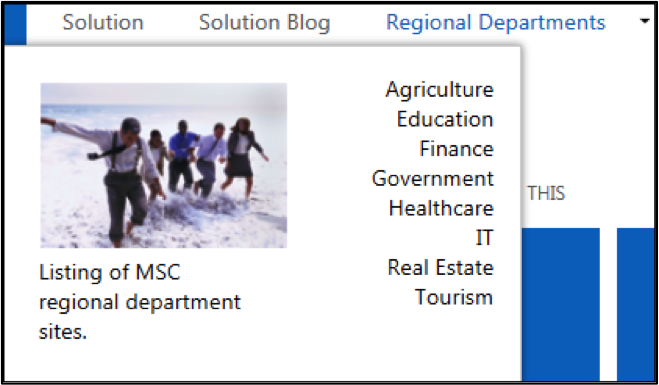 Solution Solution Blog Regional Departments
Agriculture
Education
Finance
Government
Healthcare
IT
Real Estate
Tourism
Listing of MSC
regional department
sites.
THIS